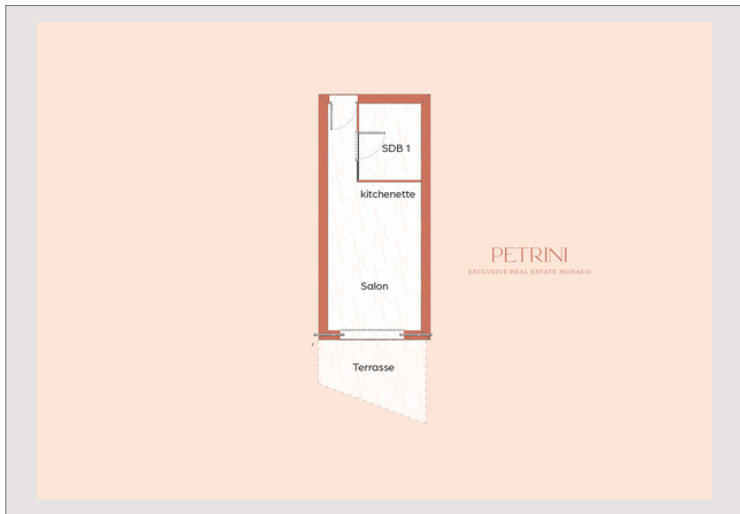 SDB 1
kitchenette
PETRINI
EXCLUSIVE REAL ESTATE MONACO
Salon
Terrasse